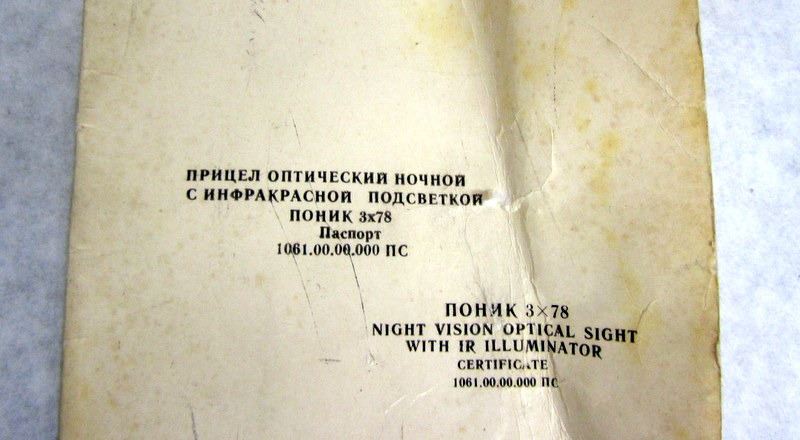 ПРИЦЕЛ ОПТИЧЕСКИЙ НОЧНОЙ
С ИНФРАКРАСНОЙ ПОДСВЕТКОЙ
ПОНИК 3х78
Паспорт
1061.00.00.000 ПС
ПОНИК 3×78
NIGHT VISION OPTICAL SIGHT
WITH IR ILLUMINATOR
CERTIFICATE
1061.00.00.000 ПС